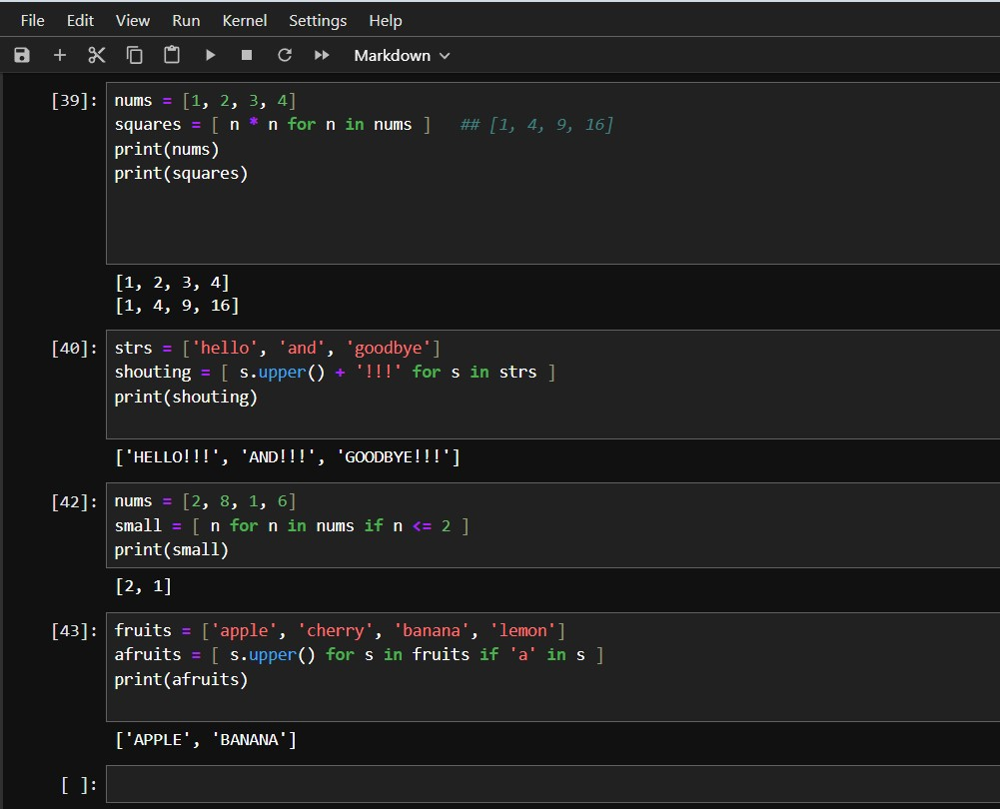 File Edit View Run Kernel Settings Help
Markdown
[39]: nums = [1, 2, 3, 4]
squares = [ n * n for n in nums ]   ## [1, 4, 9, 16]
print(nums)
print(squares)
[1, 2, 3, 4]
[1, 4, 9, 16]
[40]: strs = ['hello', 'and', 'goodbye']
shouting = [ s.upper() + '!!!' for s in strs ]
print(shouting)
['HELLO!!!', 'AND!!!', 'GOODBYE!!!']
[42]: nums = [2, 8, 1, 6]
small = [ n for n in nums if n <= 2 ]
print(small)
[2, 1]
[43]: fruits = ['apple', 'cherry', 'banana', 'lemon']
afruits = [ s.upper() for s in fruits if 'a' in s ]
print(afruits)
['APPLE', 'BANANA']
[ ]: